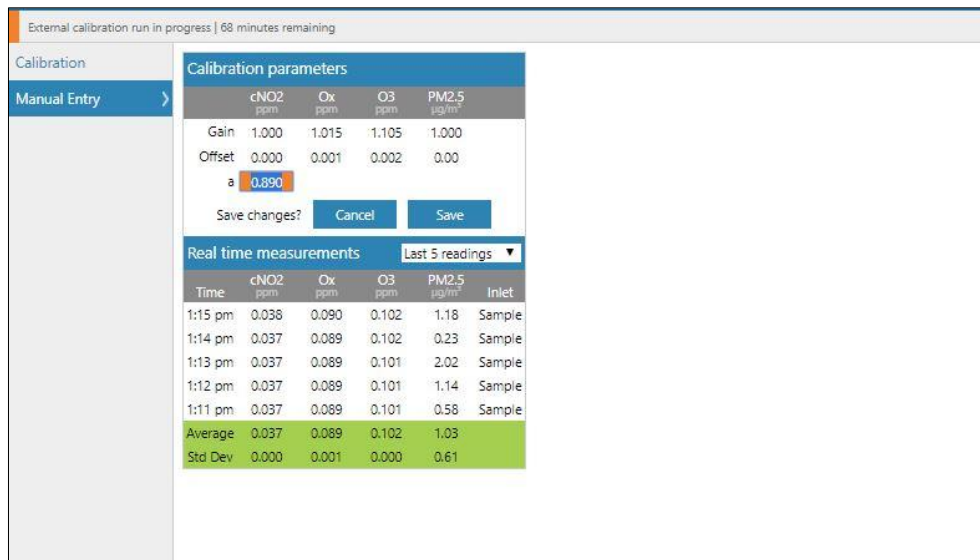 External calibration run in progress | 68 minutes remaining
Calibration
Manual Entry
Calibration parameters
cNO2 Ox O3 PM2.5
ppm ppm ppm µg/m³
Gain 1.000 1.015 1.105 1.000
Offset 0.000 0.001 0.002 0.00
a 0.890
Save changes? Cancel Save
Real time measurements Last 5 readings ▼
cNO2 Ox O3 PM2.5
Time ppm ppm ppm µg/m³ Inlet
1:15 pm 0.038 0.090 0.102 1.18 Sample
1:14 pm 0.037 0.089 0.102 0.23 Sample
1:13 pm 0.037 0.089 0.101 2.02 Sample
1:12 pm 0.037 0.089 0.101 1.14 Sample
1:11 pm 0.037 0.089 0.101 0.58 Sample
Average 0.037 0.089 0.102 1.03
Std Dev 0.000 0.001 0.000 0.61